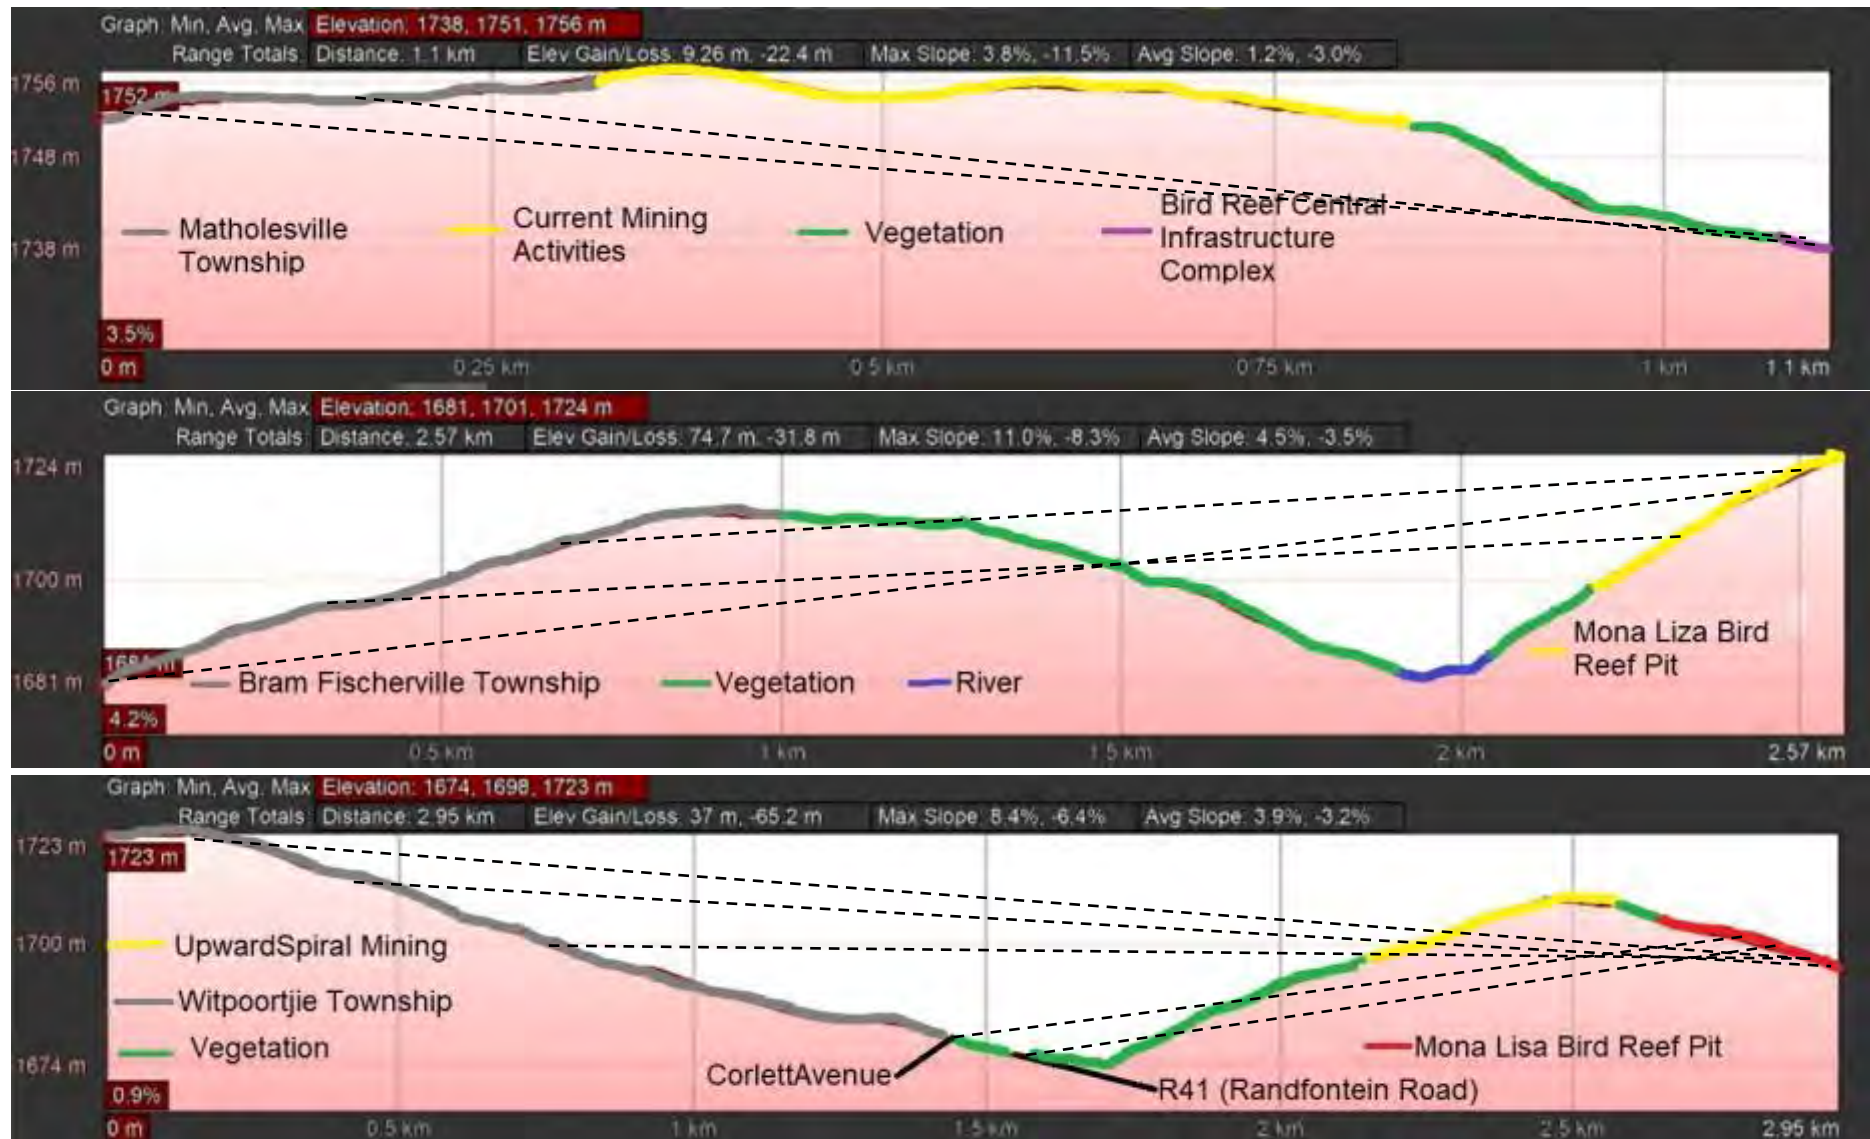 Graph: Min, Avg, Max Elevation: 1738, 1751, 1756 m
Range Totals Distance: 1.1 km Elev Gain/Loss: 9.26 m, -22.4 m Max Slope: 3.8%, -11.5% Avg Slope: 1.2%, -3.0%
1756 m
1752 m
1748 m
1738 m
Matholesville
Township
Current Mining
Activities
Vegetation
Bird Reef Central
Infrastructure
Complex
3.5%
0 m 0.25 km 0.5 km 0.75 km 1 km 1.1 km
Graph: Min, Avg, Max Elevation: 1681, 1701, 1724 m
Range Totals Distance: 2.57 km Elev Gain/Loss: 74.7 m, -31.8 m Max Slope: 11.0%, -8.3% Avg Slope: 4.5%, -3.5%
1724 m
1700 m
1681 m
1681 m
Bram Fischerville Township
Vegetation
River
Mona Liza Bird
Reef Pit
4.2%
0 m 0.5 km 1 km 1.5 km 2 km 2.57 km
Graph: Min, Avg, Max Elevation: 1674, 1698, 1723 m
Range Totals Distance: 2.95 km Elev Gain/Loss: 37 m, -65.2 m Max Slope: 8.4%, -6.4% Avg Slope: 3.9%, -3.2%
1723 m
1723 m
1700 m
UpwardSpiral Mining
Witpoortjie Township
Vegetation
1674 m
CorlettAvenue
R41 (Randfontein Road)
Mona Lisa Bird Reef Pit
0.9%
0 m 0.5 km 1 km 1.5 km 2 km 2.5 km 2.95 km